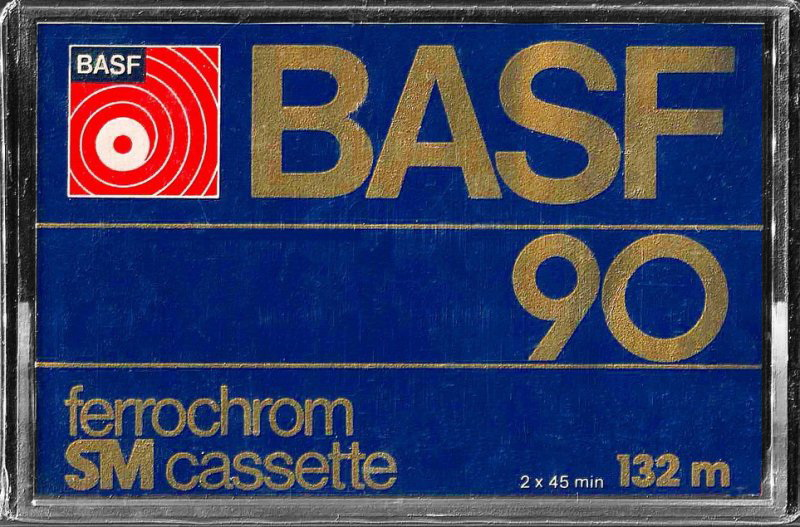 BASF
BASF
90
ferrochrom
SM cassette
2 x 45 min 132 m